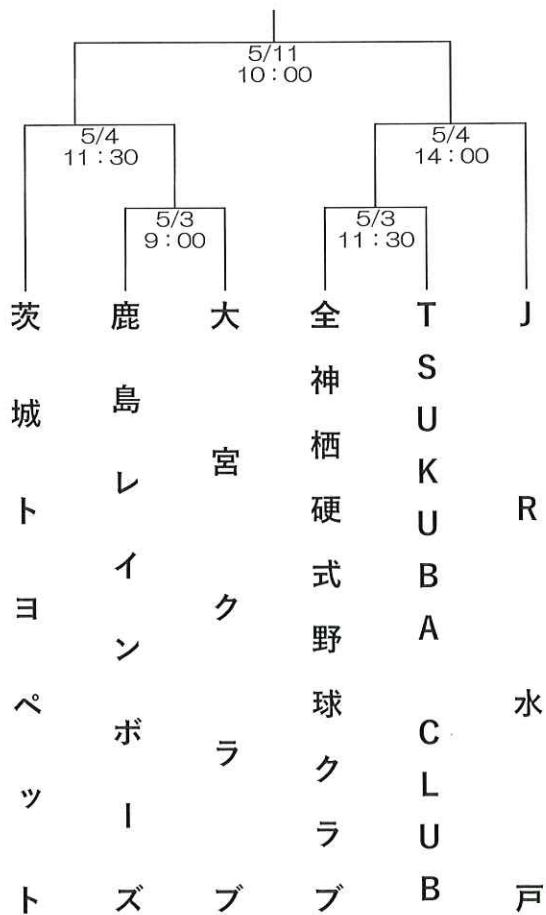 5/11
10:00
5/4
11:30
5/4
14:00
5/3
9:00
5/3
11:30
茨城トヨペット
鹿島レインボーズ
大宮クラブ
全神栖硬式野球クラブ
TSUKUBA CLUB
JR水戸